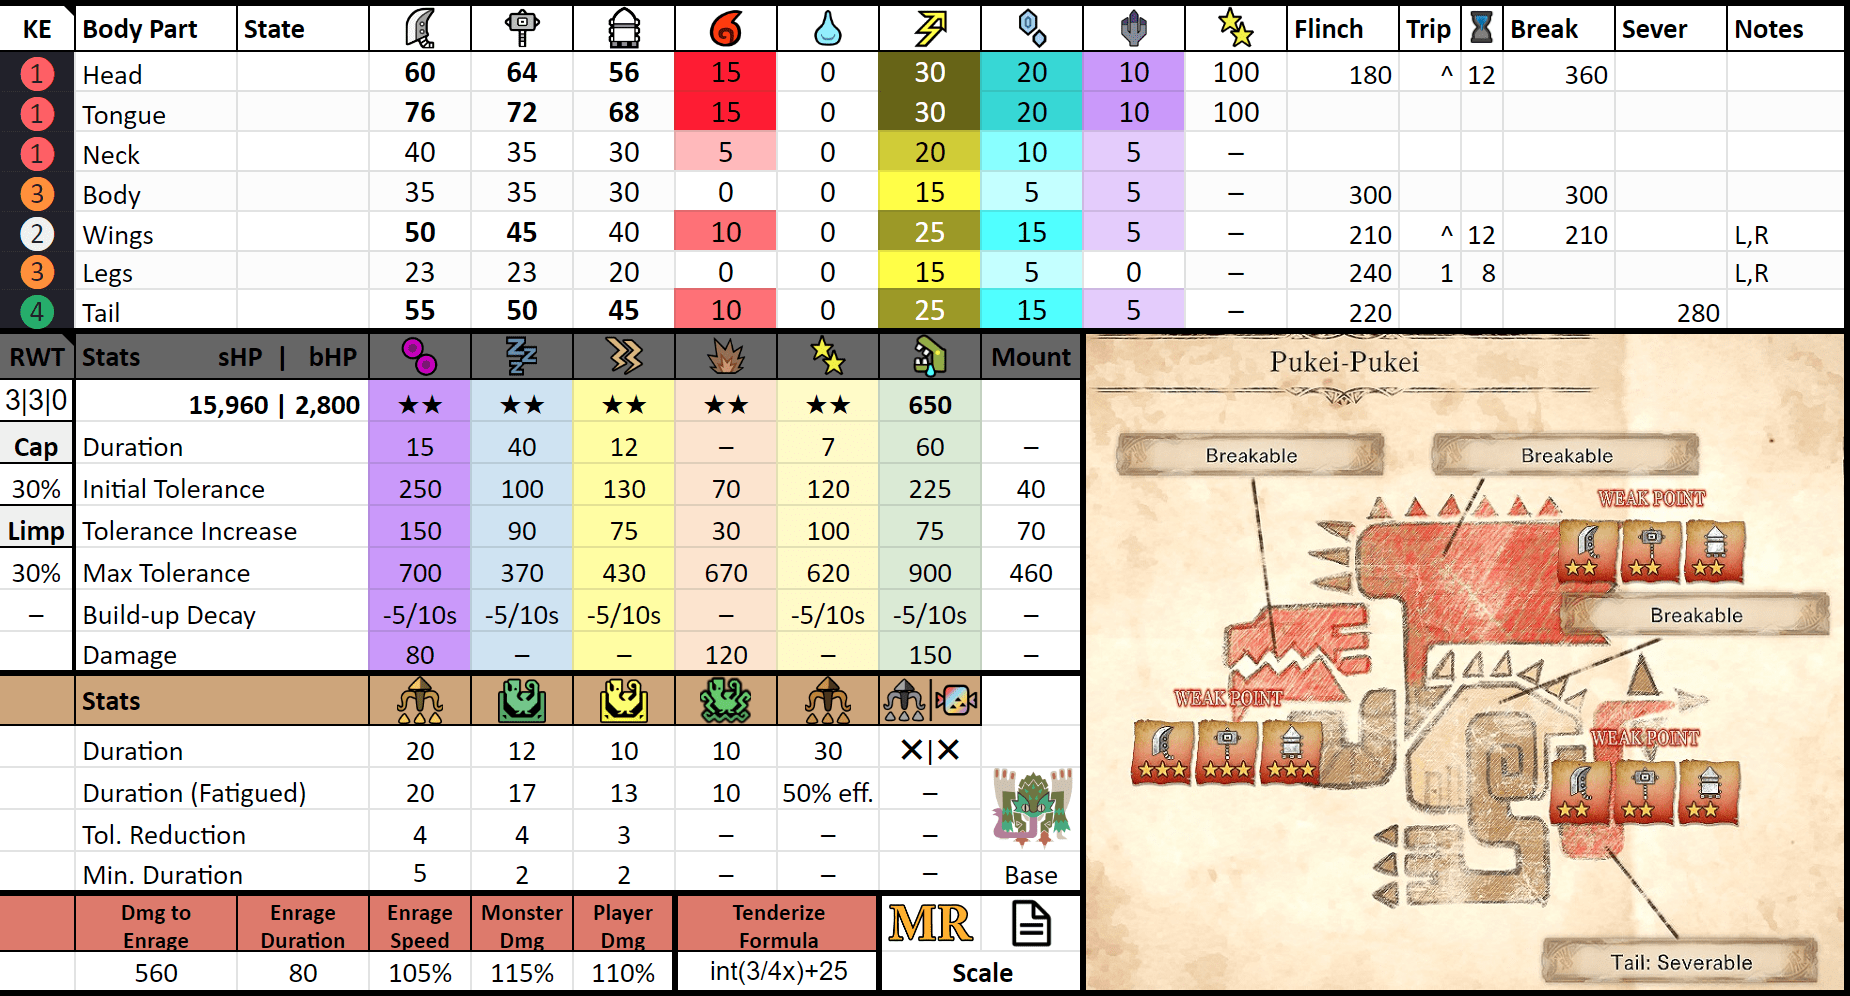 KE Body Part State Flinch Trip Break Sever Notes
1 Head 60 64 56 15 0 30 20 10 100 180 ^ 12 360
1 Tongue 76 72 68 15 0 30 20 10 100
1 Neck 40 35 30 5 0 20 10 5 –
3 Body 35 35 30 0 0 15 5 5 – 300 300
2 Wings 50 45 40 10 0 25 15 5 – 210 ^ 12 210 L,R
3 Legs 23 23 20 0 0 15 5 0 – 240 1 8 L,R
4 Tail 55 50 45 10 0 25 15 5 – 220 280
RWT Stats sHP | bHP Mount
3|3|0 15,960 | 2,800 ★★ ★★ ★★ ★★ ★★ 650
Cap Duration 15 40 12 – 7 60 –
30% Initial Tolerance 250 100 130 70 120 225 40
Limp Tolerance Increase 150 90 75 30 100 75 70
30% Max Tolerance 700 370 430 670 620 900 460
– Build-up Decay -5/10s -5/10s -5/10s – -5/10s -5/10s –
Damage 80 – – 120 – 150 –
Stats
Duration 20 12 10 10 30 ✕|✕
Duration (Fatigued) 20 17 13 10 50% eff. –
Tol. Reduction 4 4 3 – – –
Min. Duration 5 2 2 – – – Base
Dmg to Enrage Enrage Duration Enrage Speed Monster Dmg Player Dmg Tenderize Formula MR
560 80 105% 115% 110% int(3/4x)+25 Scale
Pukei-Pukei
Breakable
Breakable
WEAK POINT
Breakable
WEAK POINT
WEAK POINT
Tail: Severable